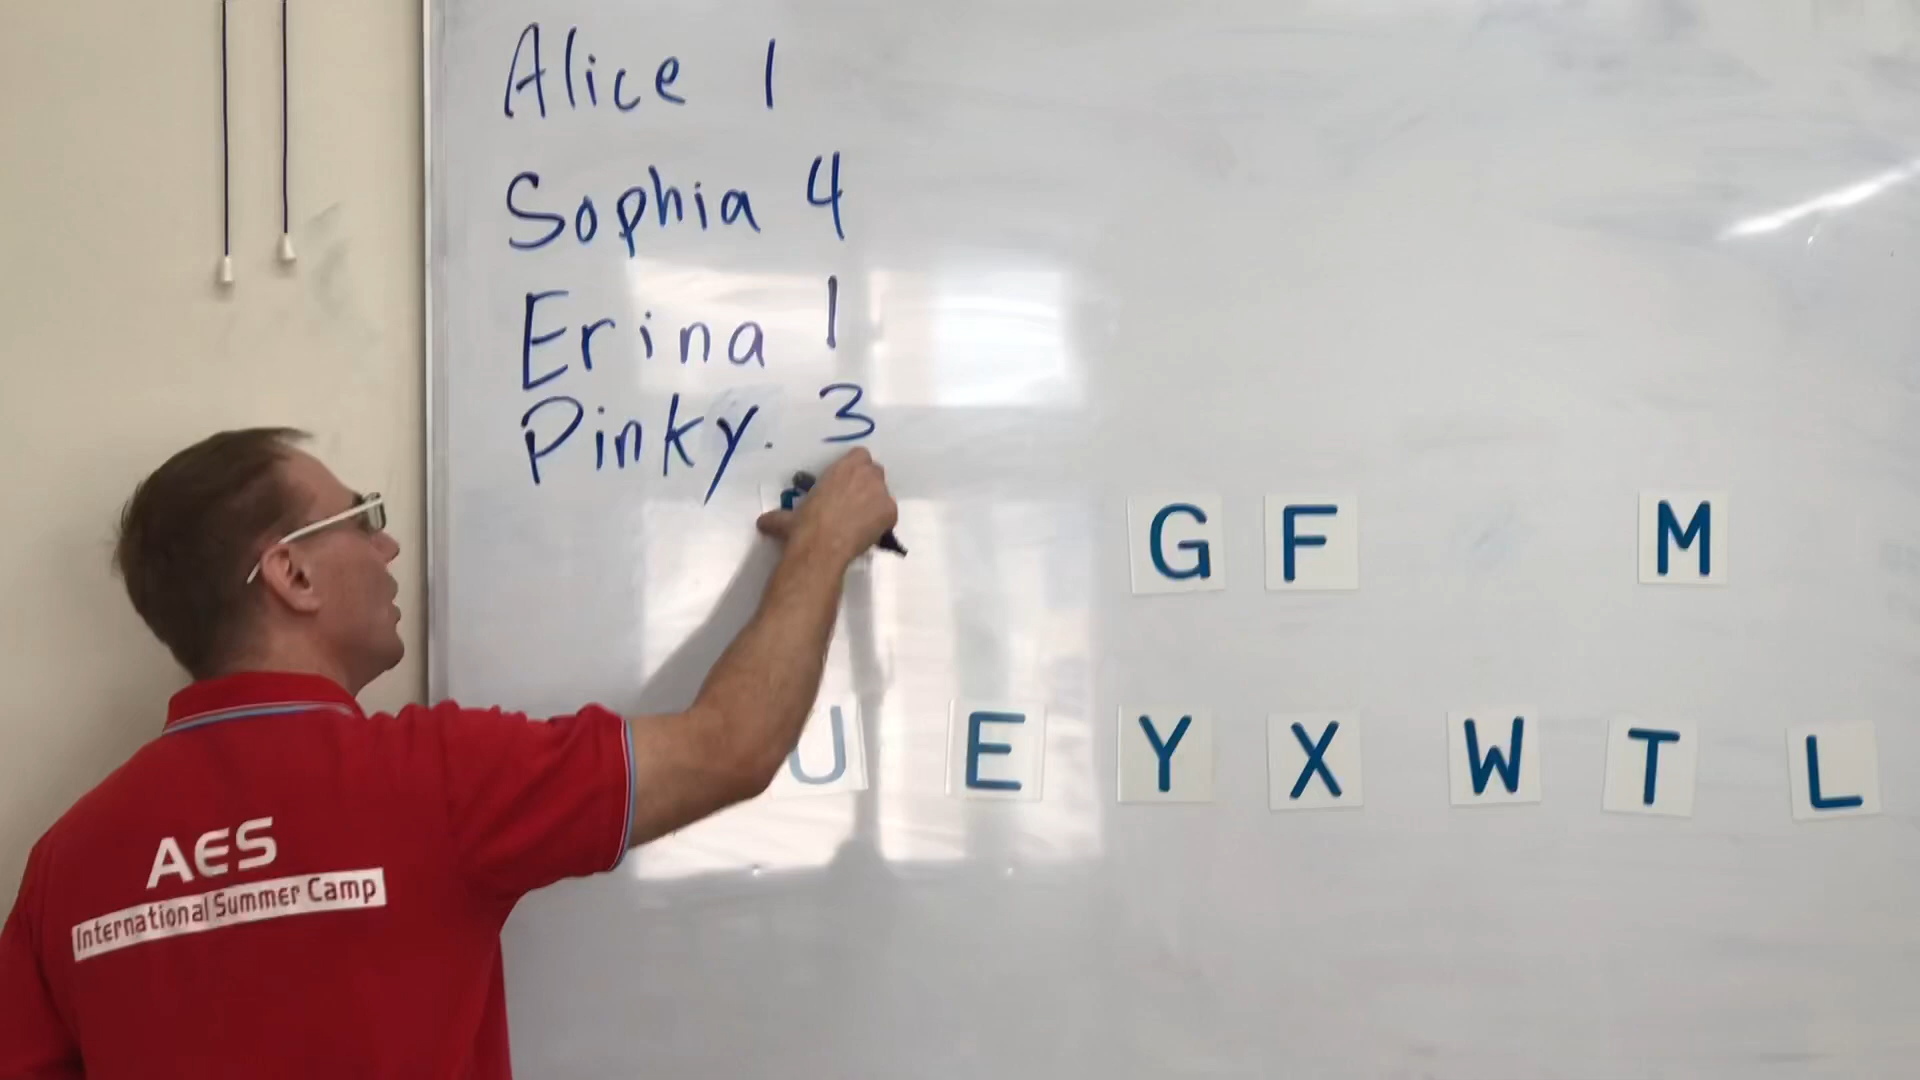 Alice 1
Sophia 4
Erina 1
Pinky. 3
G F M
U E Y X W T L
AES
International Summer Camp